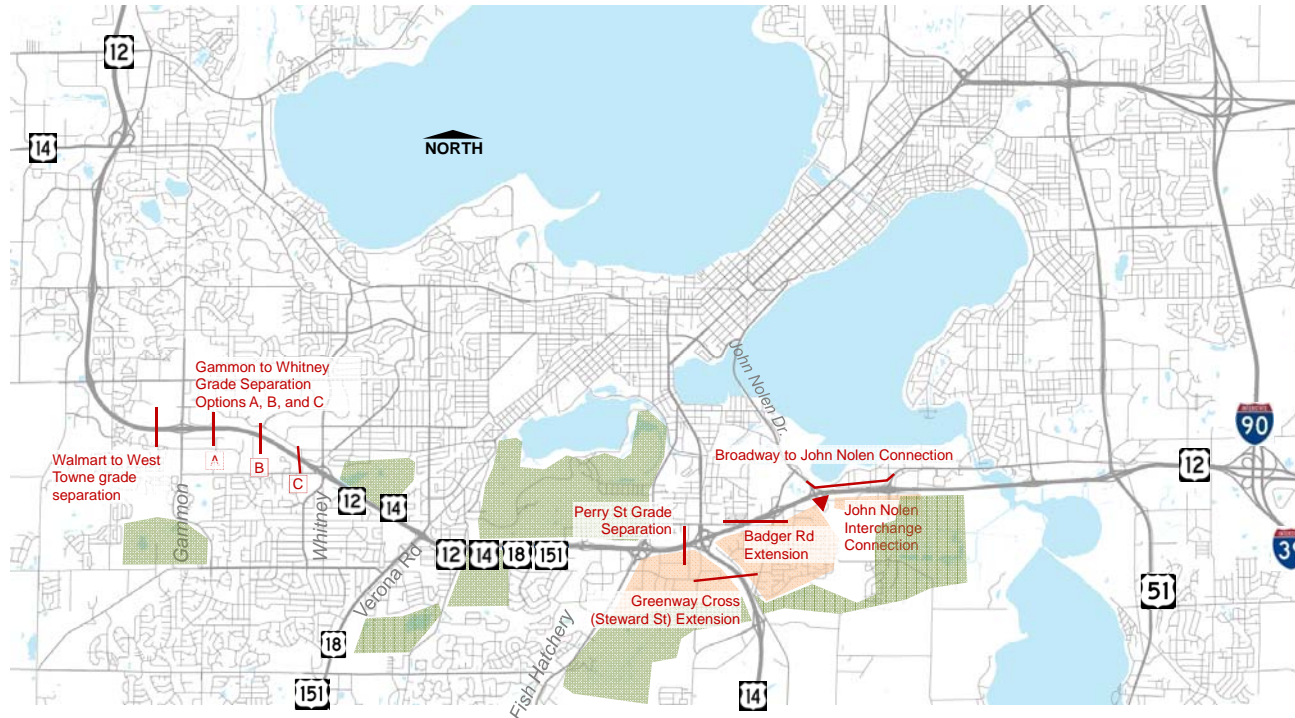 12
14
NORTH
John Nolen Dr.
Gammon to Whitney
Grade Separation
Options A, B, and C
Walmart to West
Towne grade
separation
A
B
C
Gammon
Whitney
12
14
Verona Rd
12
14
18
151
18
151
Fish Hatchery
Perry St Grade
Separation
Broadway to John Nolen Connection
Badger Rd
Extension
John Nolen
Interchange
Connection
Greenway Cross
(Steward St) Extension
14
INTERSTATE
90
12
51